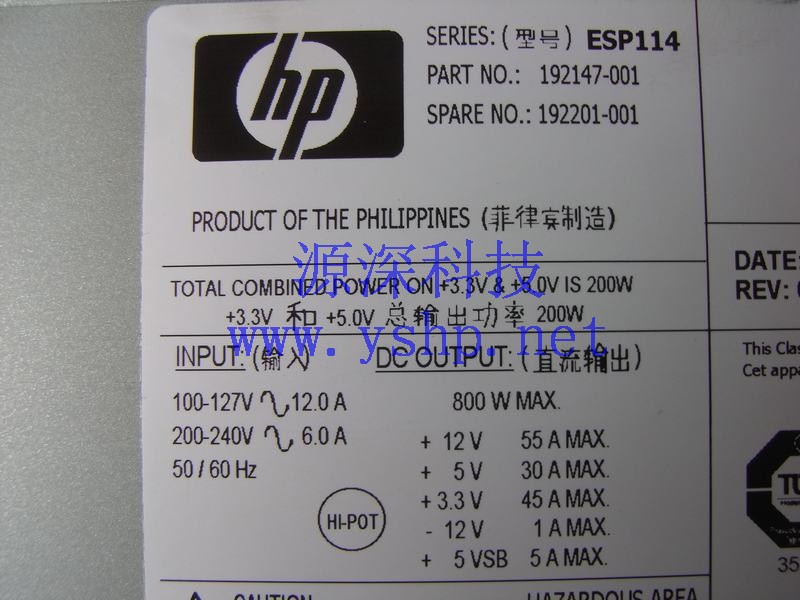 hp
SERIES: (型号) ESP114
PART NO.: 192147-001
SPARE NO.: 192201-001
PRODUCT OF THE PHILIPPINES (菲律宾制造)
源深科技
TOTAL COMBINED POWER ON +3.3V & +5.0V IS 200W
+3.3V 和 +5.0V 总输出功率 200W
www.yshp.net
INPUT: (输入)
100-127V 12.0 A
200-240V 6.0 A
50 / 60 Hz
HI-POT
DC OUTPUT: (直流输出)
800 W MAX.
+ 12 V 55 A MAX.
+ 5 V 30 A MAX.
+ 3.3 V 45 A MAX.
- 12 V 1 A MAX.
+ 5 VSB 5 A MAX.
CAUTION
HAZARDOUS AREA
DATE:
REV:
This Clas
Cet appa
35